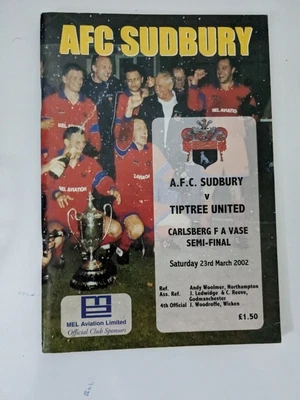 AFC SUDBURY
A.F.C. SUDBURY
v
TIPTREE UNITED
CARLSBERG F A VASE
SEMI-FINAL
Saturday 23rd March 2002
Ref. Andy Woolmer, Northampton
Ass. Ref. J. Ledwidge & C. Reeve,
Godmanchester
4th Official J. Woodroffe, Wicken
£1.50
MEL Aviation Limited
Official Club Sponsors
MEL AVIATION